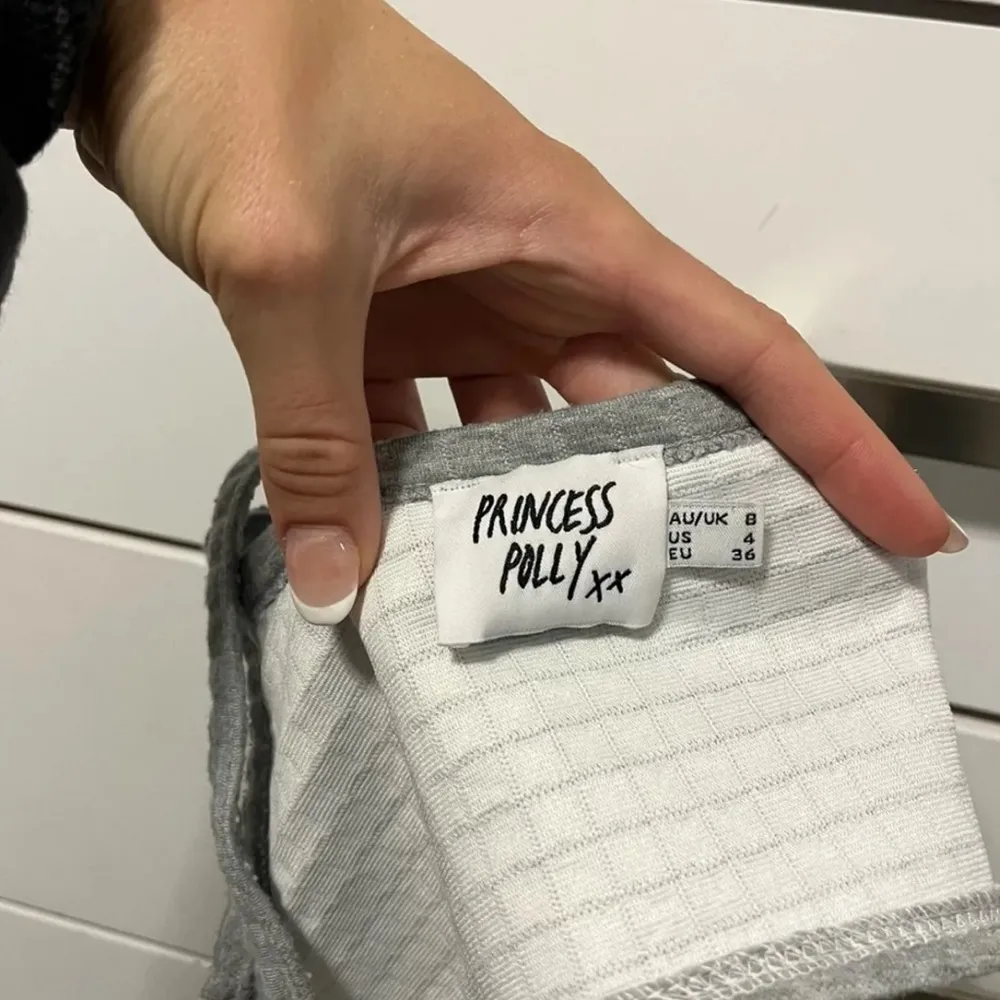 PRINCESS
POLLY xx
AU/UK 8
US 4
EU 36